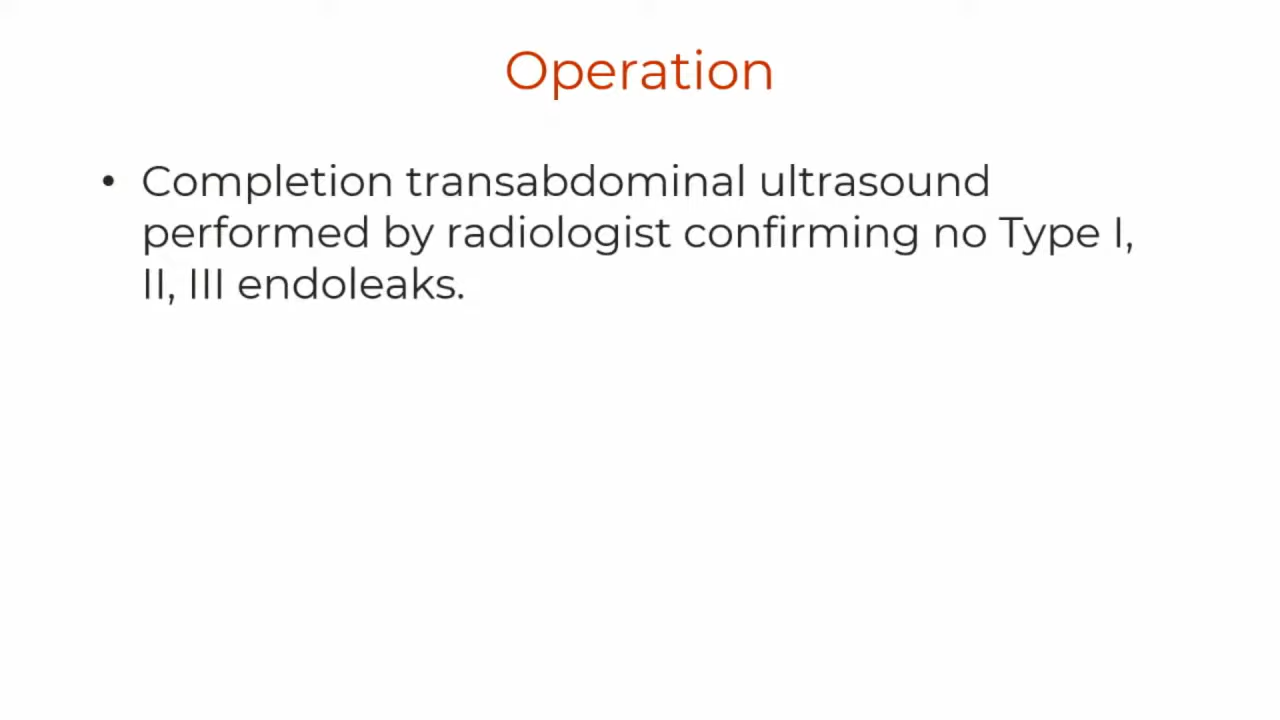 Operation
• Completion transabdominal ultrasound
performed by radiologist confirming no Type I,
II, III endoleaks.